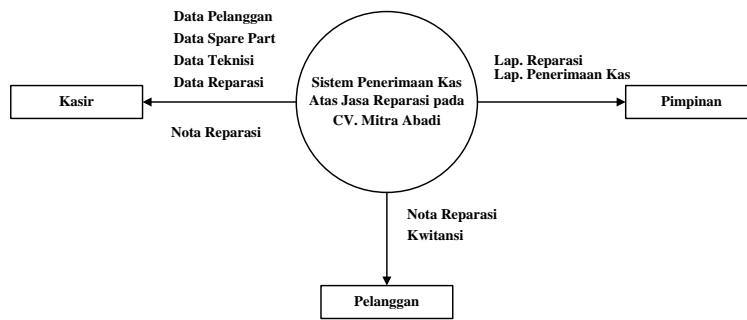 Data Pelanggan
Data Spare Part
Data Teknisi
Data Reparasi
Kasir
Nota Reparasi
Sistem Penerimaan Kas
Atas Jasa Reparasi pada
CV. Mitra Abadi
Lap. Reparasi
Lap. Penerimaan Kas
Pimpinan
Nota Reparasi
Kwitansi
Pelanggan